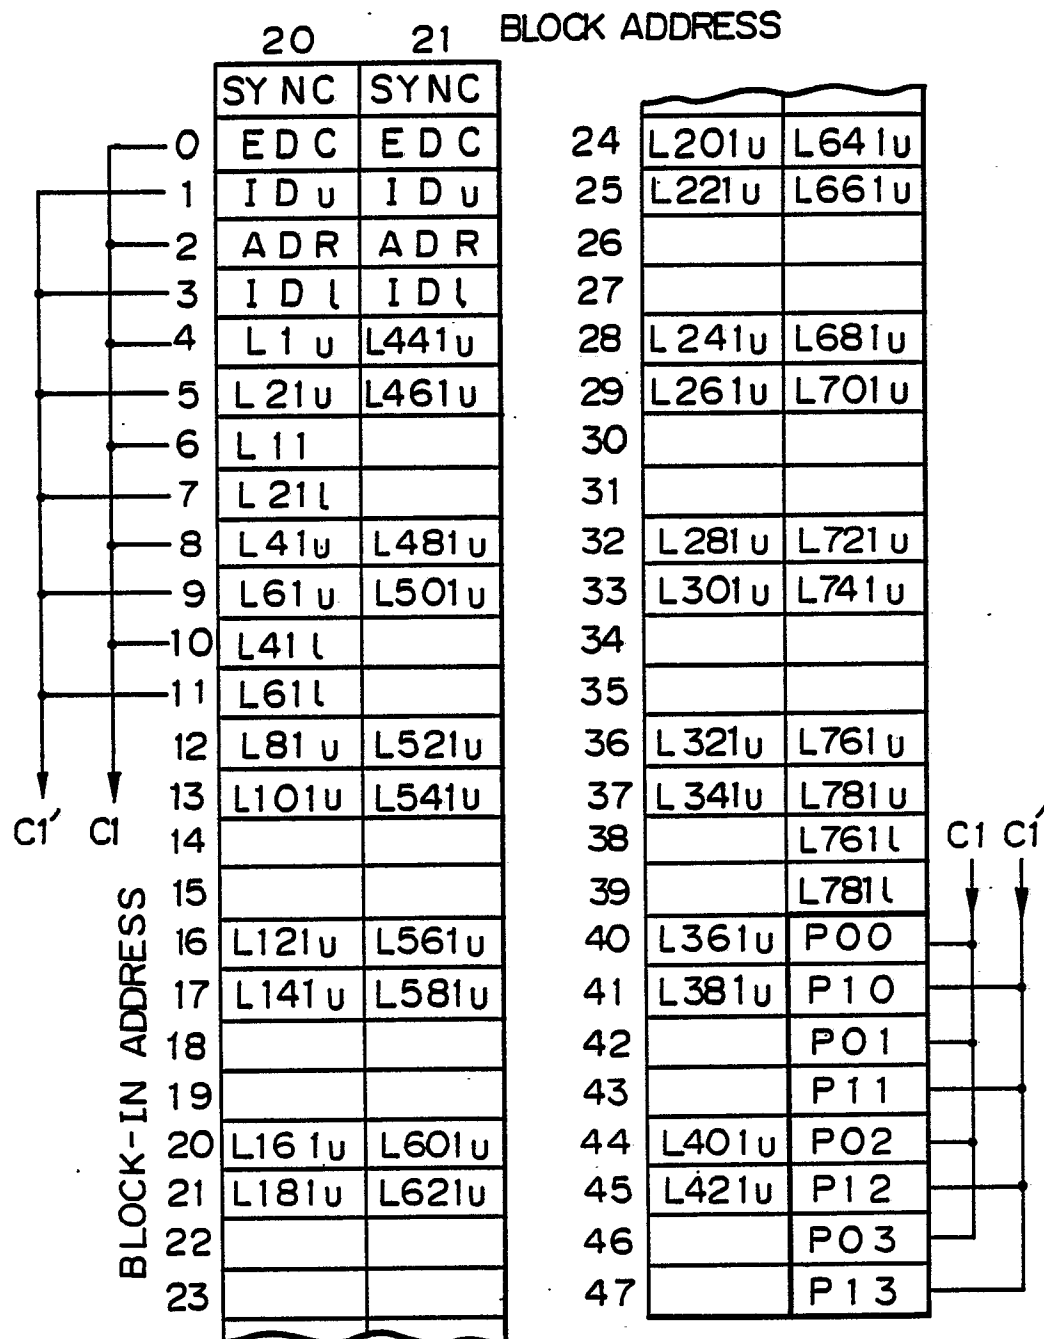 BLOCK ADDRESS
20 21
SYNC SYNC
0 EDC EDC
1 IDu IDu
2 ADR ADR
3 IDl IDl
4 L1u L441u
5 L21u L461u
6 L11
7 L21l
8 L41u L481u
9 L61u L501u
10 L41l
11 L61l
12 L81u L521u
13 L101u L541u
14
15
16 L121u L561u
17 L141u L581u
18
19
20 L161u L601u
21 L181u L621u
22
23
C1' C1
BLOCK-IN ADDRESS
24 L201u L641u
25 L221u L661u
26
27
28 L241u L681u
29 L261u L701u
30
31
32 L281u L721u
33 L301u L741u
34
35
36 L321u L761u
37 L341u L781u
38 L761l
39 L781l
40 L361u P00
41 L381u P10
42 P01
43 P11
44 L401u P02
45 L421u P12
46 P03
47 P13
C1 C1'